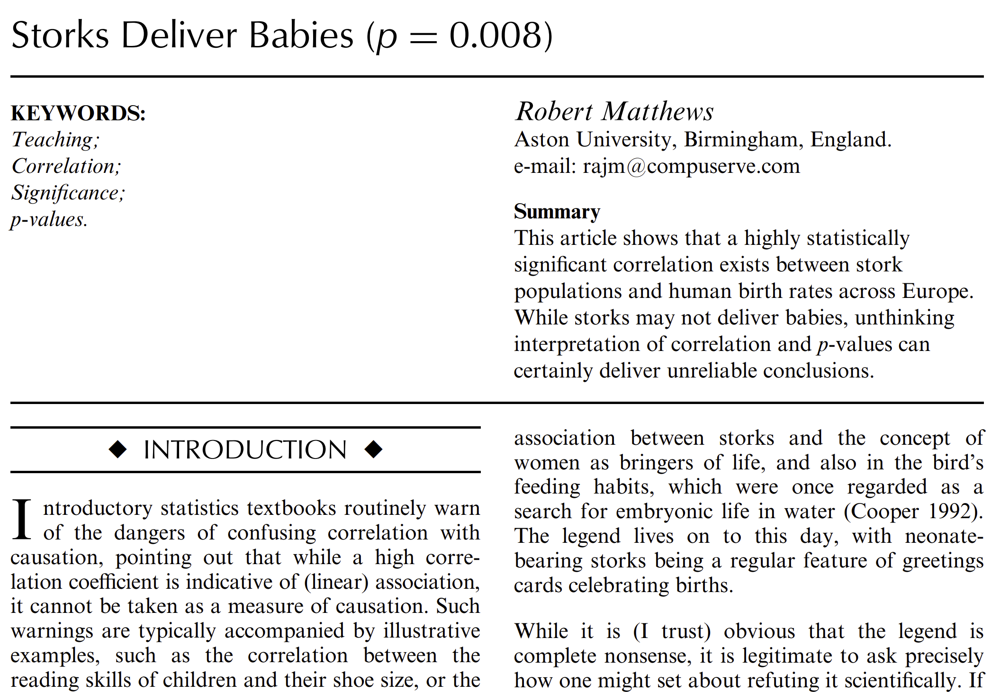 Storks Deliver Babies (p = 0.008)
KEYWORDS:
Teaching;
Correlation;
Significance;
p-values.
Robert Matthews
Aston University, Birmingham, England.
e-mail: rajm@compuserve.com
Summary
This article shows that a highly statistically
significant correlation exists between stork
populations and human birth rates across Europe.
While storks may not deliver babies, unthinking
interpretation of correlation and p-values can
certainly deliver unreliable conclusions.
◆ INTRODUCTION ◆
Introductory statistics textbooks routinely warn
of the dangers of confusing correlation with
causation, pointing out that while a high corre-
lation coefficient is indicative of (linear) association,
it cannot be taken as a measure of causation. Such
warnings are typically accompanied by illustrative
examples, such as the correlation between the
reading skills of children and their shoe size, or the
association between storks and the concept of
women as bringers of life, and also in the bird's
feeding habits, which were once regarded as a
search for embryonic life in water (Cooper 1992).
The legend lives on to this day, with neonate-
bearing storks being a regular feature of greetings
cards celebrating births.
While it is (I trust) obvious that the legend is
complete nonsense, it is legitimate to ask precisely
how one might set about refuting it scientifically. If